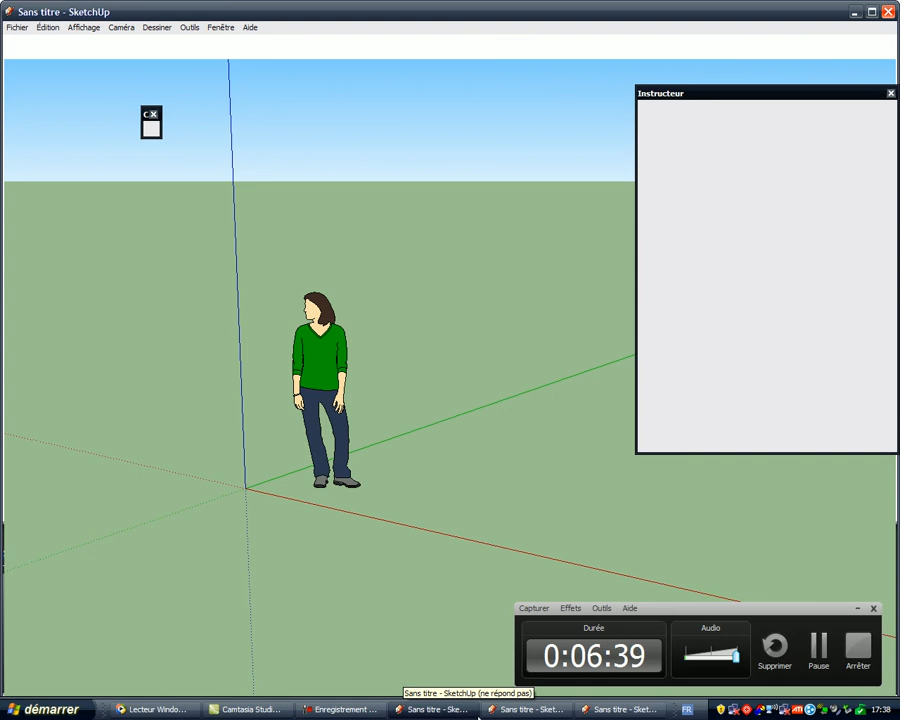 Sans titre - SketchUp
Fichier Édition Affichage Caméra Dessiner Outils Fenêtre Aide
C
Instructeur
Capturer Effets Outils Aide
Durée
Audio
0:06:39
Supprimer Pause Arrêter
Sans titre - SketchUp (ne répond pas)
démarrer Lecteur Windo... Camtasia Studi... Enregistrement ... Sans titre - Ske... Sans titre - Sket... Sans titre - Sket... FR 17:38